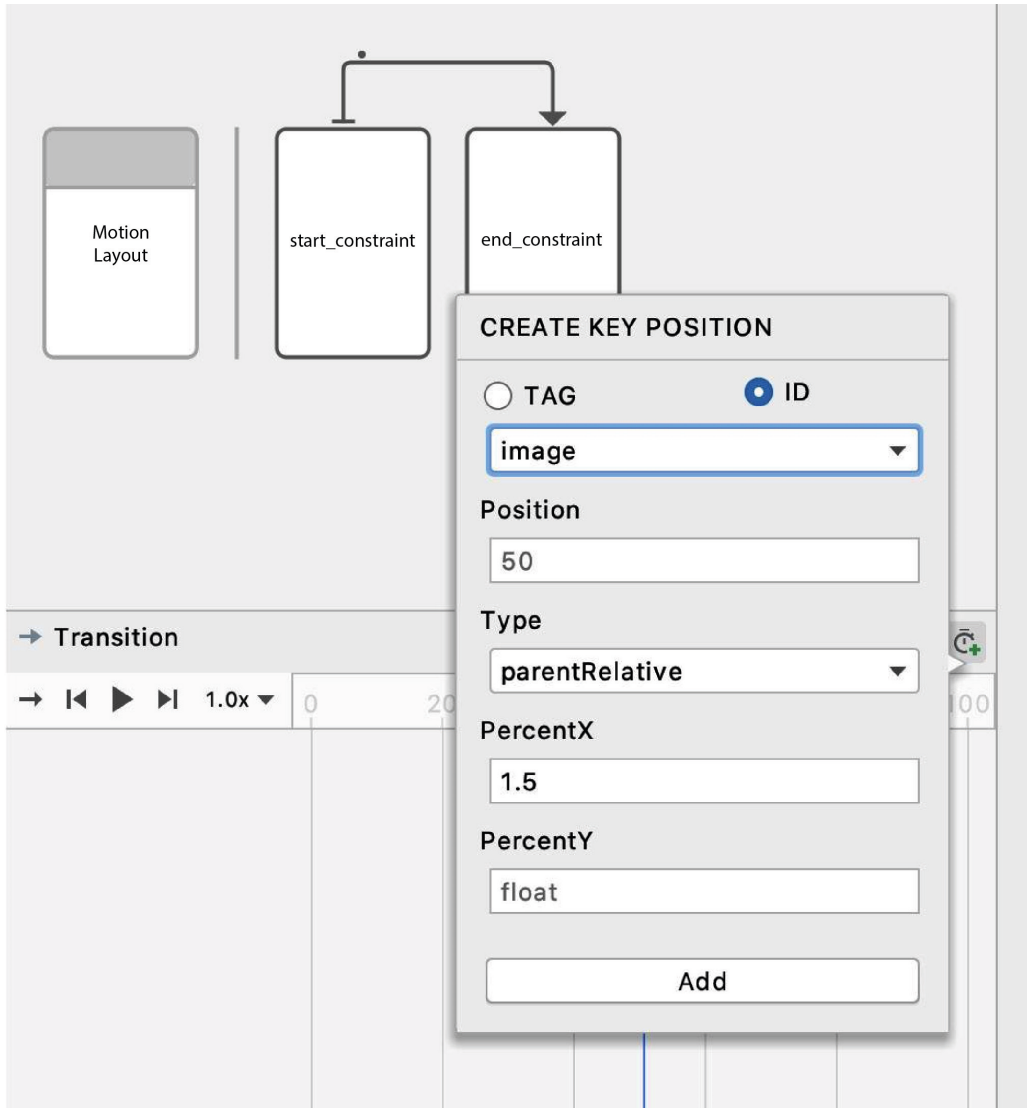 Motion
Layout
start_constraint
end_constraint
CREATE KEY POSITION
TAG
ID
image
Position
50
Type
parentRelative
PercentX
1.5
PercentY
float
Add
Transition
1.0x
0
20
100